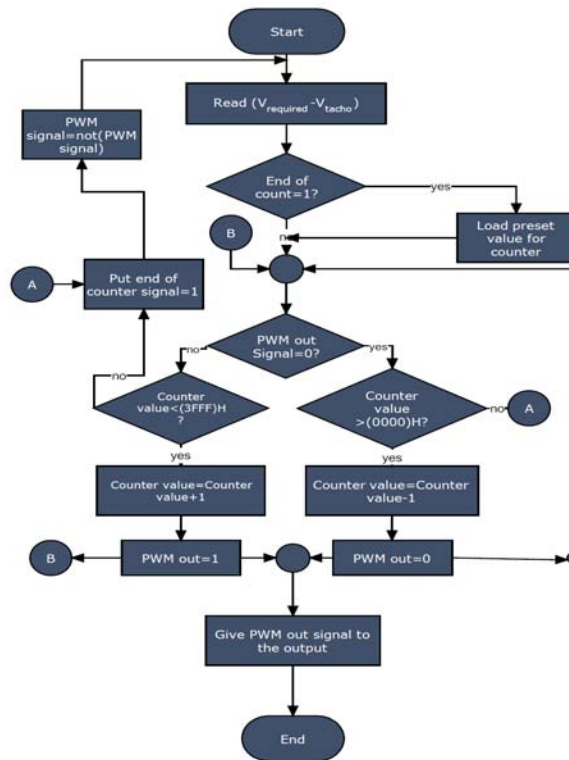 Start
Read (Vrequired-Vtacho)
PWM
signal=not(PWM
signal)
End of
count=1?
yes
Load preset
value for
counter
B
A
Put end of
counter signal=1
PWM out
Signal=0?
no
yes
no
Counter
value<(3FFF)H
?
Counter
value
>(0000)H?
no
A
yes
yes
Counter value=Counter
value+1
Counter value=Counter
value-1
B
PWM out=1
PWM out=0
Give PWM out signal to
the output
End